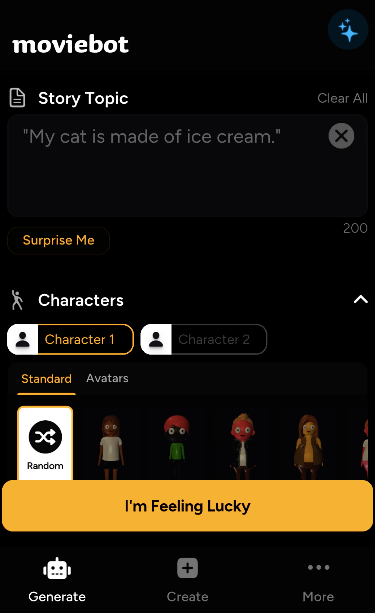 moviebot
Story Topic
Clear All
"My cat is made of ice cream."
200
Surprise Me
Characters
Character 1
Character 2
Standard
Avatars
Random
I'm Feeling Lucky
Generate
Create
More